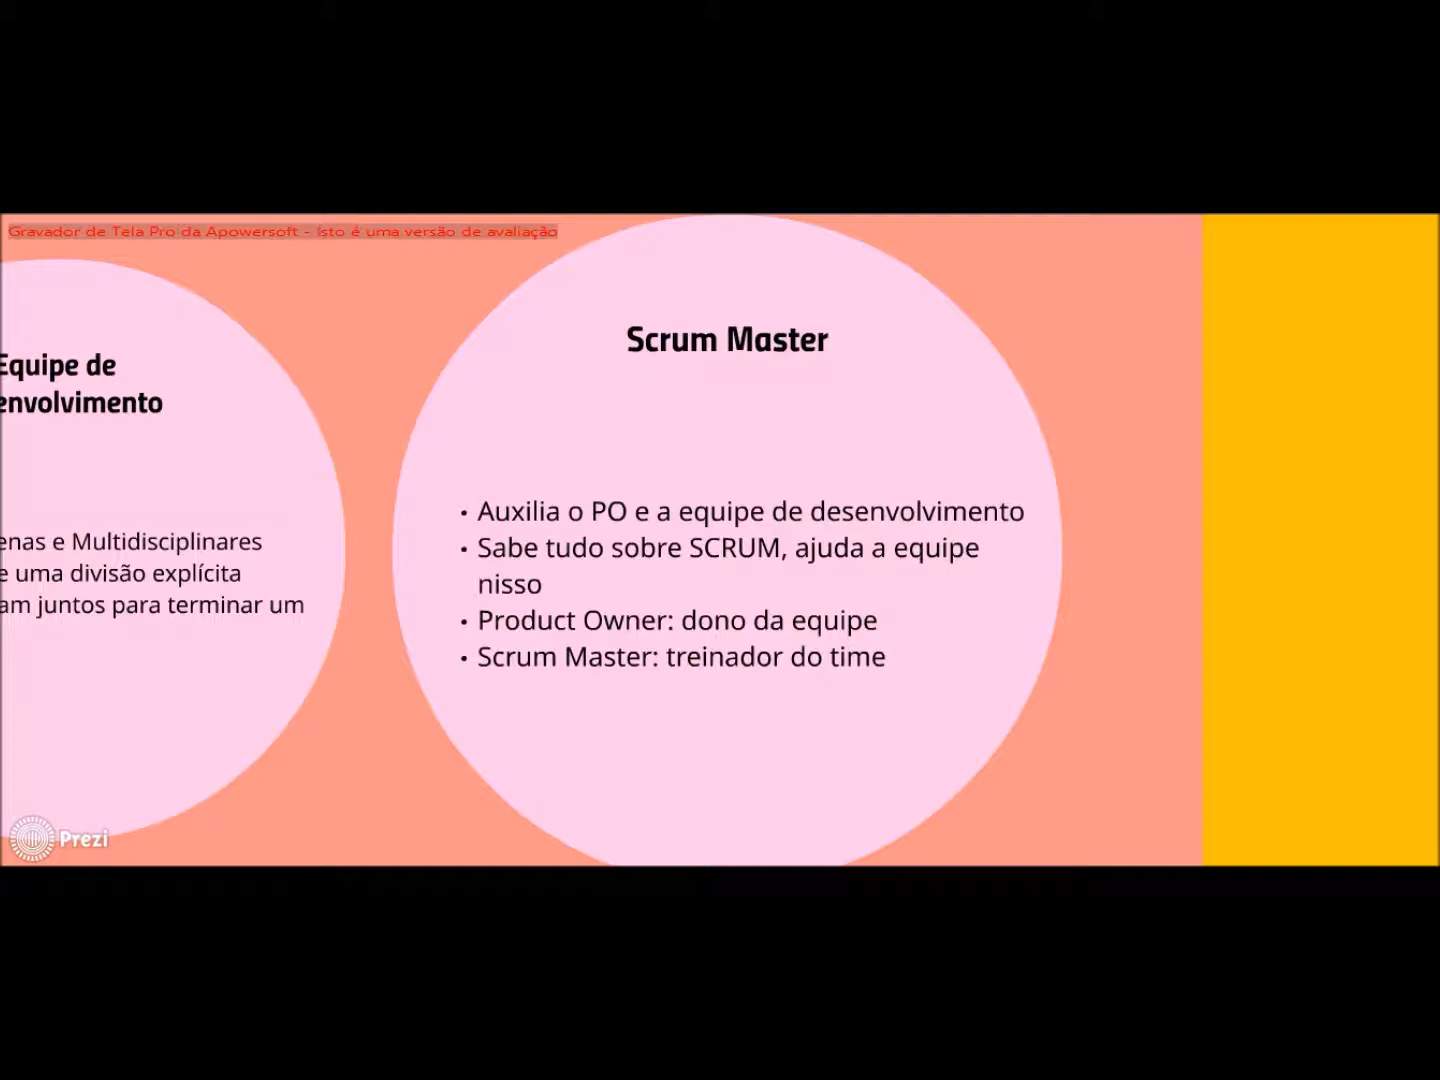 Gravador de Tela Pro da Apowersoft - Isto é uma versão de avaliação
Equipe de
envolvimento
enas e Multidisciplinares
e uma divisão explícita
am juntos para terminar um
Scrum Master
• Auxilia o PO e a equipe de desenvolvimento
• Sabe tudo sobre SCRUM, ajuda a equipe
nisso
• Product Owner: dono da equipe
• Scrum Master: treinador do time
Prezi